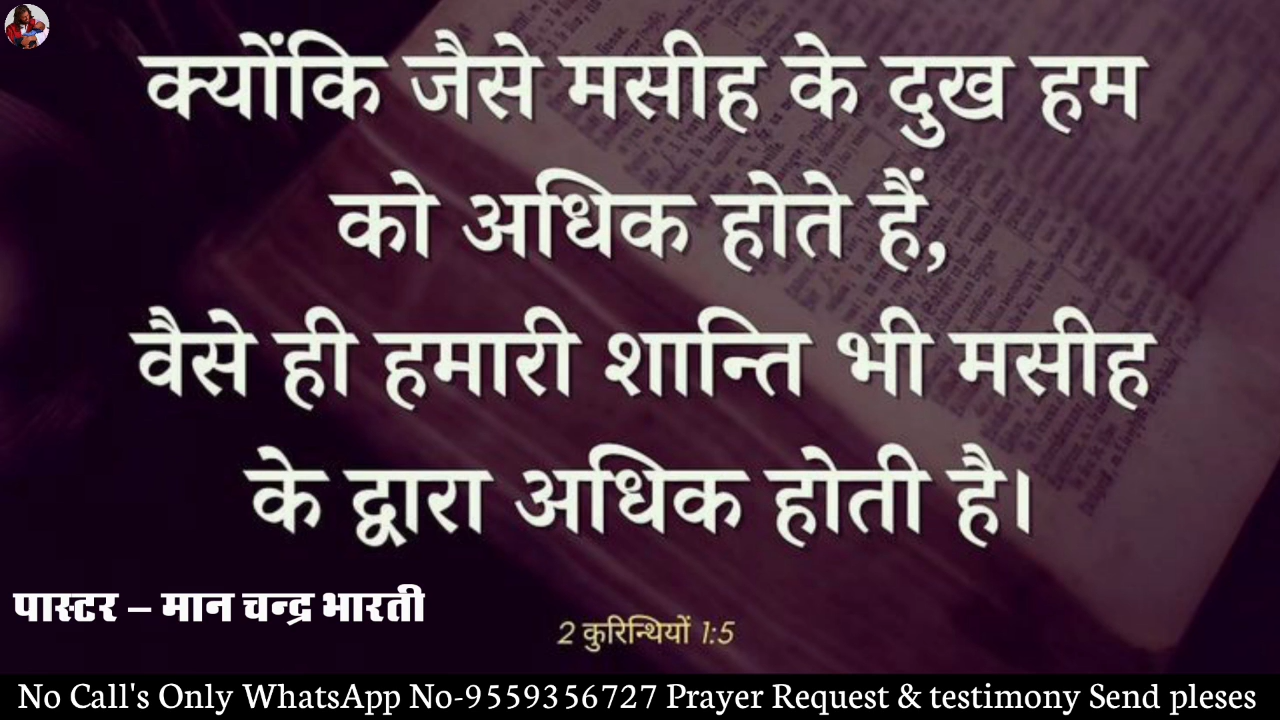 क्योंकि जैसे मसीह के दुख हम
को अधिक होते हैं,
वैसे ही हमारी शान्ति भी मसीह
के द्वारा अधिक होती है।
पास्टर – मान चन्द्र भारती
2 कुरिन्थियों 1:5
No Call's Only WhatsApp No-9559356727 Prayer Request & testimony Send pleses